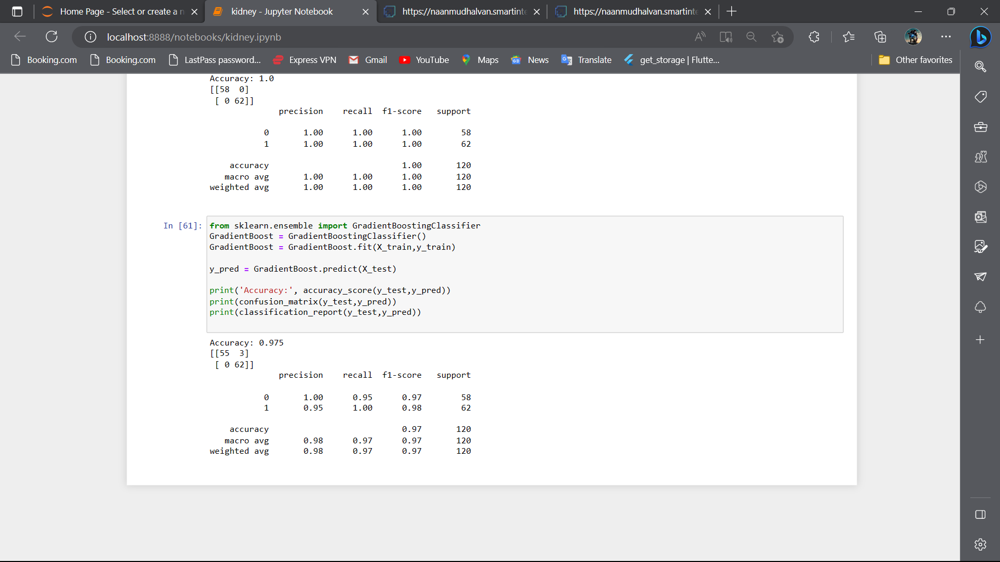 Home Page - Select or create a n
kidney - Jupyter Notebook
https://naanmudhalvan.smartinte
https://naanmudhalvan.smartinte
localhost:8888/notebooks/kidney.ipynb
Booking.com
Booking.com
LastPass password...
Express VPN
Gmail
YouTube
Maps
News
Translate
get_storage | Flutte...
Other favorites
Accuracy: 1.0
[[58  0]
 [ 0 62]]
precision    recall  f1-score   support
0       1.00      1.00      1.00        58
1       1.00      1.00      1.00        62
accuracy                           1.00       120
macro avg       1.00      1.00      1.00       120
weighted avg       1.00      1.00      1.00       120
In [61]: from sklearn.ensemble import GradientBoostingClassifier
GradientBoost = GradientBoostingClassifier()
GradientBoost = GradientBoost.fit(X_train,y_train)
y_pred = GradientBoost.predict(X_test)
print('Accuracy:', accuracy_score(y_test,y_pred))
print(confusion_matrix(y_test,y_pred))
print(classification_report(y_test,y_pred))
Accuracy: 0.975
[[55  3]
 [ 0 62]]
precision    recall  f1-score   support
0       1.00      0.95      0.97        58
1       0.95      1.00      0.98        62
accuracy                           0.97       120
macro avg       0.98      0.97      0.97       120
weighted avg       0.98      0.97      0.97       120